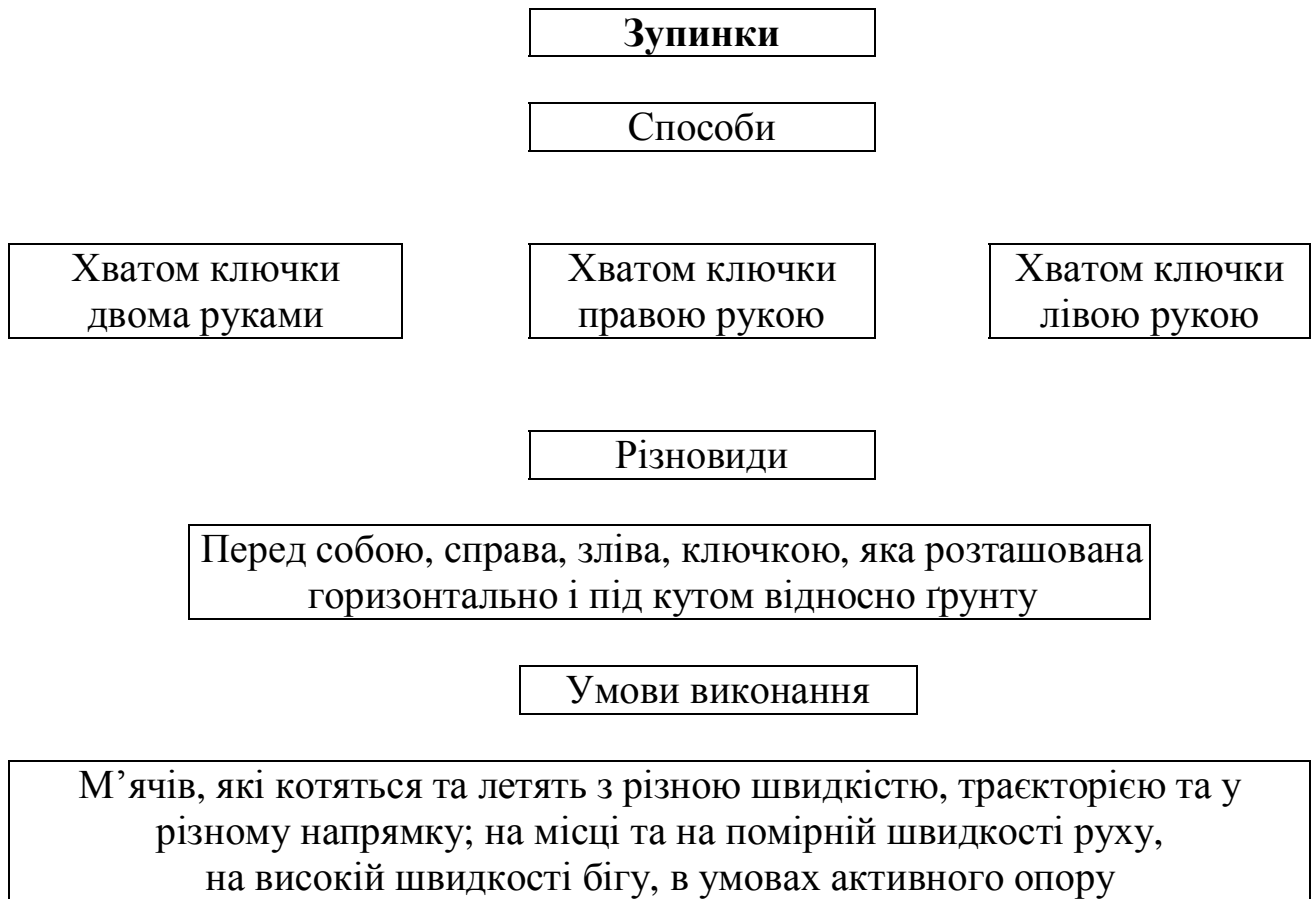 Зупинки
Способи
Хватом ключки
двома руками
Хватом ключки
правою рукою
Хватом ключки
лівою рукою
Різновиди
Перед собою, справа, зліва, ключкою, яка розташована
горизонтально і під кутом відносно ґрунту
Умови виконання
М’ячів, які котяться та летять з різною швидкістю, траєкторією та у
різному напрямку; на місці та на помірній швидкості руху,
на високій швидкості бігу, в умовах активного опору